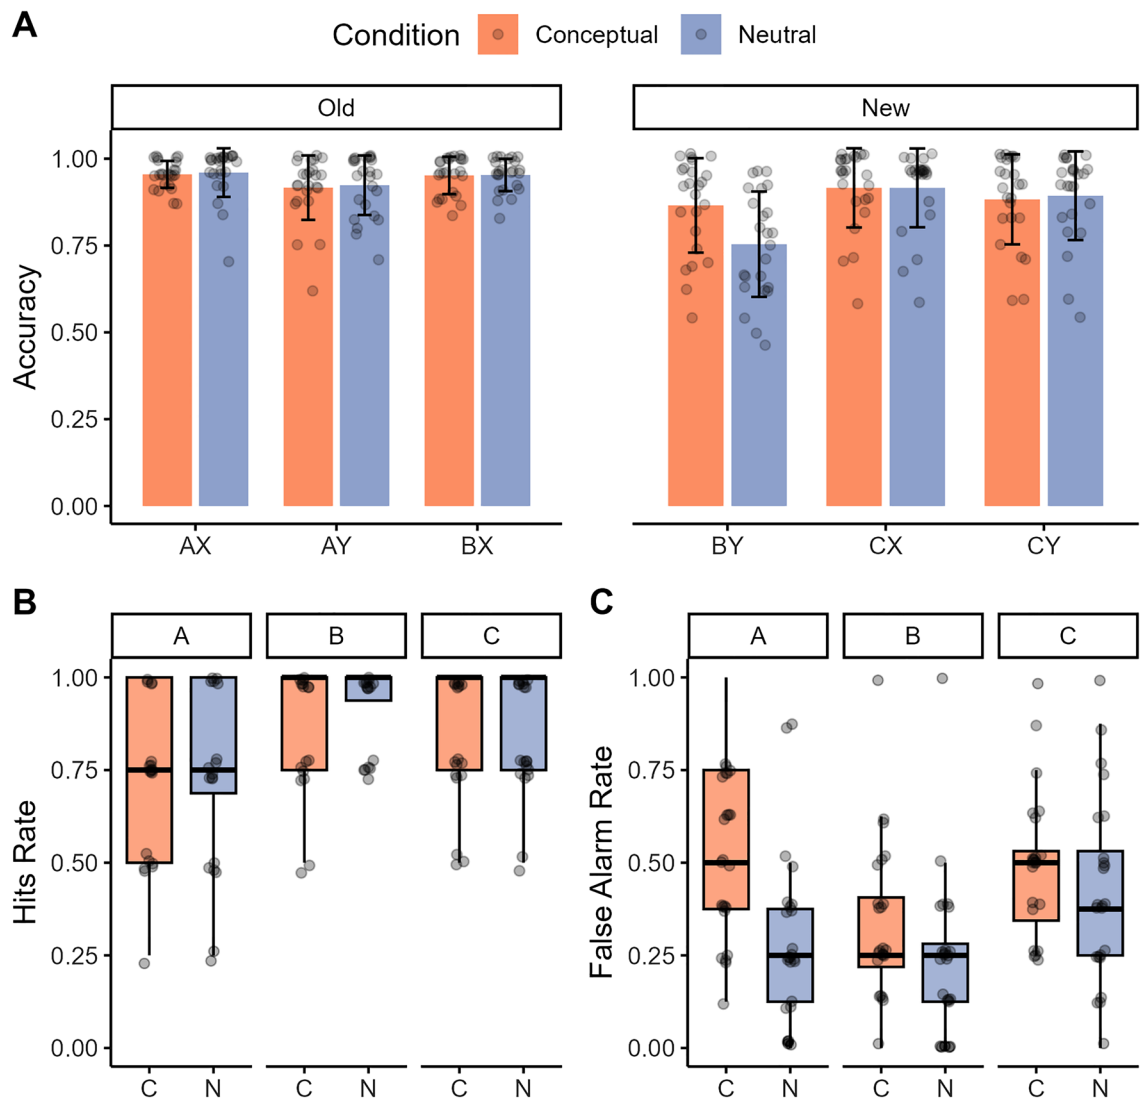 A
Condition Conceptual Neutral
Old New
Accuracy
1.00
0.75
0.50
0.25
0.00
AX AY BX BY CX CY
B
A B C
Hits Rate
1.00
0.75
0.50
0.25
0.00
C N C N C N
C
A B C
False Alarm Rate
1.00
0.75
0.50
0.25
0.00
C N C N C N